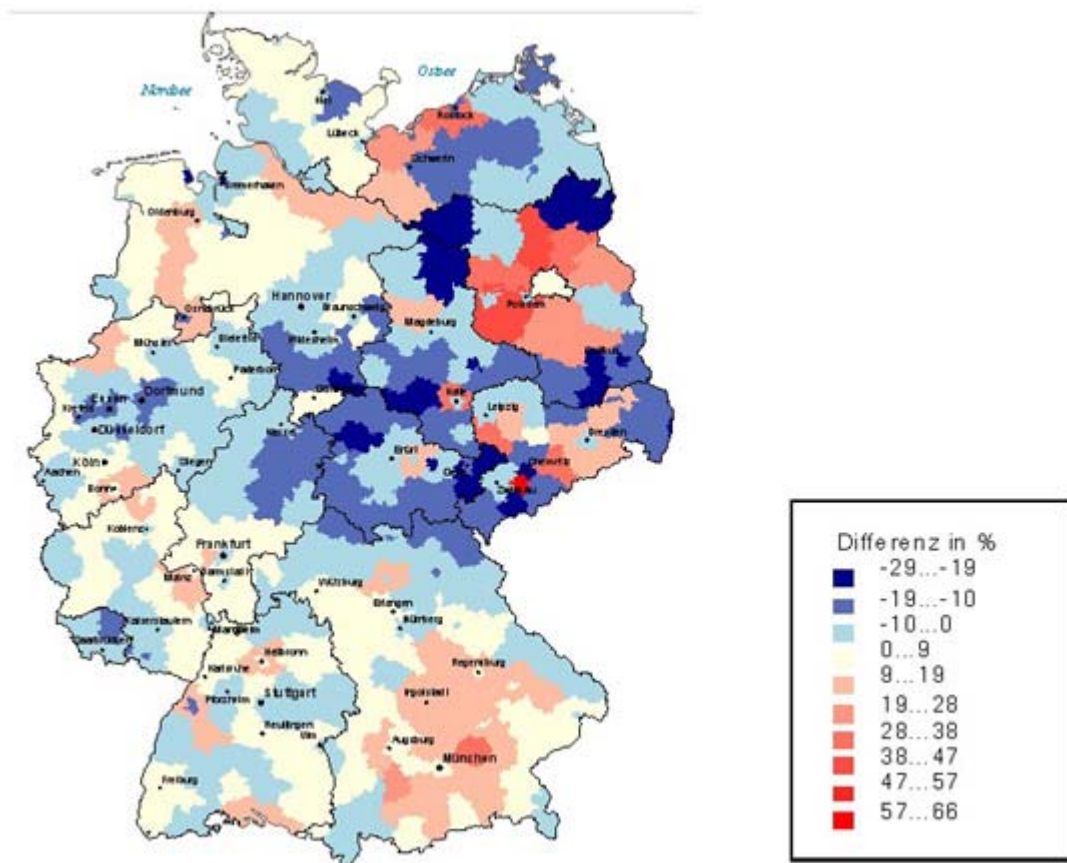 Nordsee
Ostsee
Kiel
Rostock
Lübeck
Schwerin
Bremerhaven
Oldenburg
Hannover
Braunschweig
Potsdam
Osnabrück
Magdeburg
Hildesheim
Bielefeld
Münster
Paderborn
Dortmund
Essen
Krefeld
Halle
Leipzig
Düsseldorf
Kassel
Dresden
Köln
Siegen
Erfurt
Chemnitz
Aachen
Zwickau
Bonn
Koblenz
Frankfurt
Mainz
Darmstadt
Würzburg
Erlangen
Kaiserslautern
Nürnberg
Mannheim
Saarbrücken
Heilbronn
Karlsruhe
Regensburg
Pforzheim
Stuttgart
Ingolstadt
Reutlingen
Ulm
Augsburg
München
Freiburg
Differenz in %
-29...-19
-19...-10
-10...0
0...9
9...19
19...28
28...38
38...47
47...57
57...66